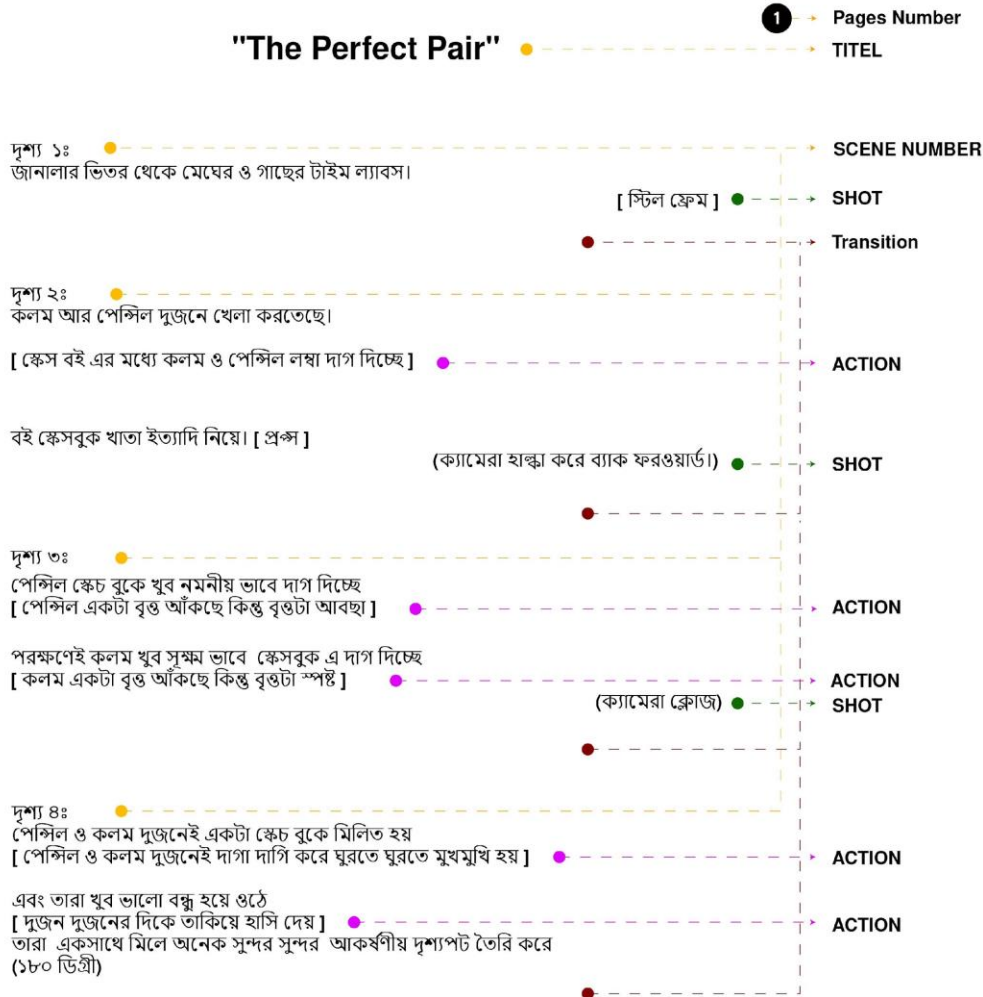 1 Pages Number
"The Perfect Pair" TITEL
দৃশ্য ১ঃ SCENE NUMBER
জানালার ভিতর থেকে মেঘের ও গাছের টাইম ল্যাবস।
[ স্টিল ফ্রেম ] SHOT
Transition
দৃশ্য ২ঃ
কলম আর পেন্সিল দুজনে খেলা করতেছে।
[ স্কেস বই এর মধ্যে কলম ও পেন্সিল লম্বা দাগ দিচ্ছে ] ACTION
বই স্কেসবুক খাতা ইত্যাদি নিয়ে। [ প্রপ্স ]
(ক্যামেরা হাল্কা করে ব্যাক ফরওয়ার্ড।) SHOT
দৃশ্য ৩ঃ
পেন্সিল স্কেচ বুকে খুব নমনীয় ভাবে দাগ দিচ্ছে
[ পেন্সিল একটা বৃত্ত আঁকছে কিন্তু বৃত্তটা আবছা ] ACTION
পরক্ষণেই কলম খুব সূক্ষ্ম ভাবে স্কেসবুক এ দাগ দিচ্ছে
[ কলম একটা বৃত্ত আঁকছে কিন্তু বৃত্তটা স্পষ্ট ] ACTION
(ক্যামেরা ক্লোজ) SHOT
দৃশ্য ৪ঃ
পেন্সিল ও কলম দুজনেই একটা স্কেচ বুকে মিলিত হয়
[ পেন্সিল ও কলম দুজনেই দাগা দাগি করে ঘুরতে ঘুরতে মুখমুখি হয় ] ACTION
এবং তারা খুব ভালো বন্ধু হয়ে ওঠে
[ দুজন দুজনের দিকে তাকিয়ে হাসি দেয় ] ACTION
তারা একসাথে মিলে অনেক সুন্দর সুন্দর আকর্ষণীয় দৃশ্যপট তৈরি করে
(১৮০ ডিগ্রী)